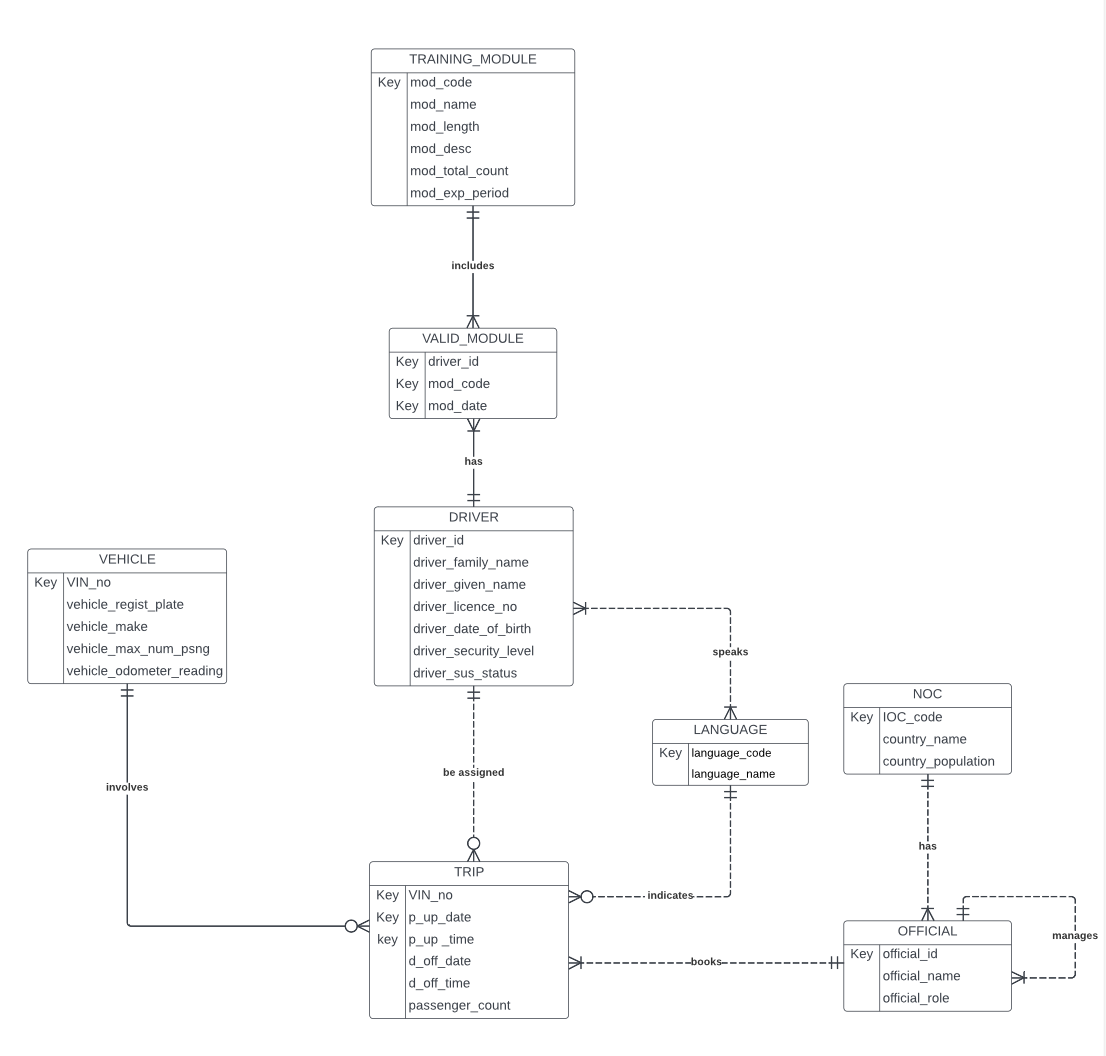 TRAINING_MODULE
Key mod_code
mod_name
mod_length
mod_desc
mod_total_count
mod_exp_period
includes
VALID_MODULE
Key driver_id
Key mod_code
Key mod_date
has
DRIVER
Key driver_id
driver_family_name
driver_given_name
driver_licence_no
driver_date_of_birth
driver_security_level
driver_sus_status
VEHICLE
Key VIN_no
vehicle_regist_plate
vehicle_make
vehicle_max_num_psng
vehicle_odometer_reading
speaks
NOC
Key IOC_code
country_name
country_population
LANGUAGE
Key language_code
language_name
be assigned
involves
has
TRIP
Key VIN_no
Key p_up_date
key p_up _time
d_off_date
d_off_time
passenger_count
indicates
books
OFFICIAL
Key official_id
official_name
official_role
manages